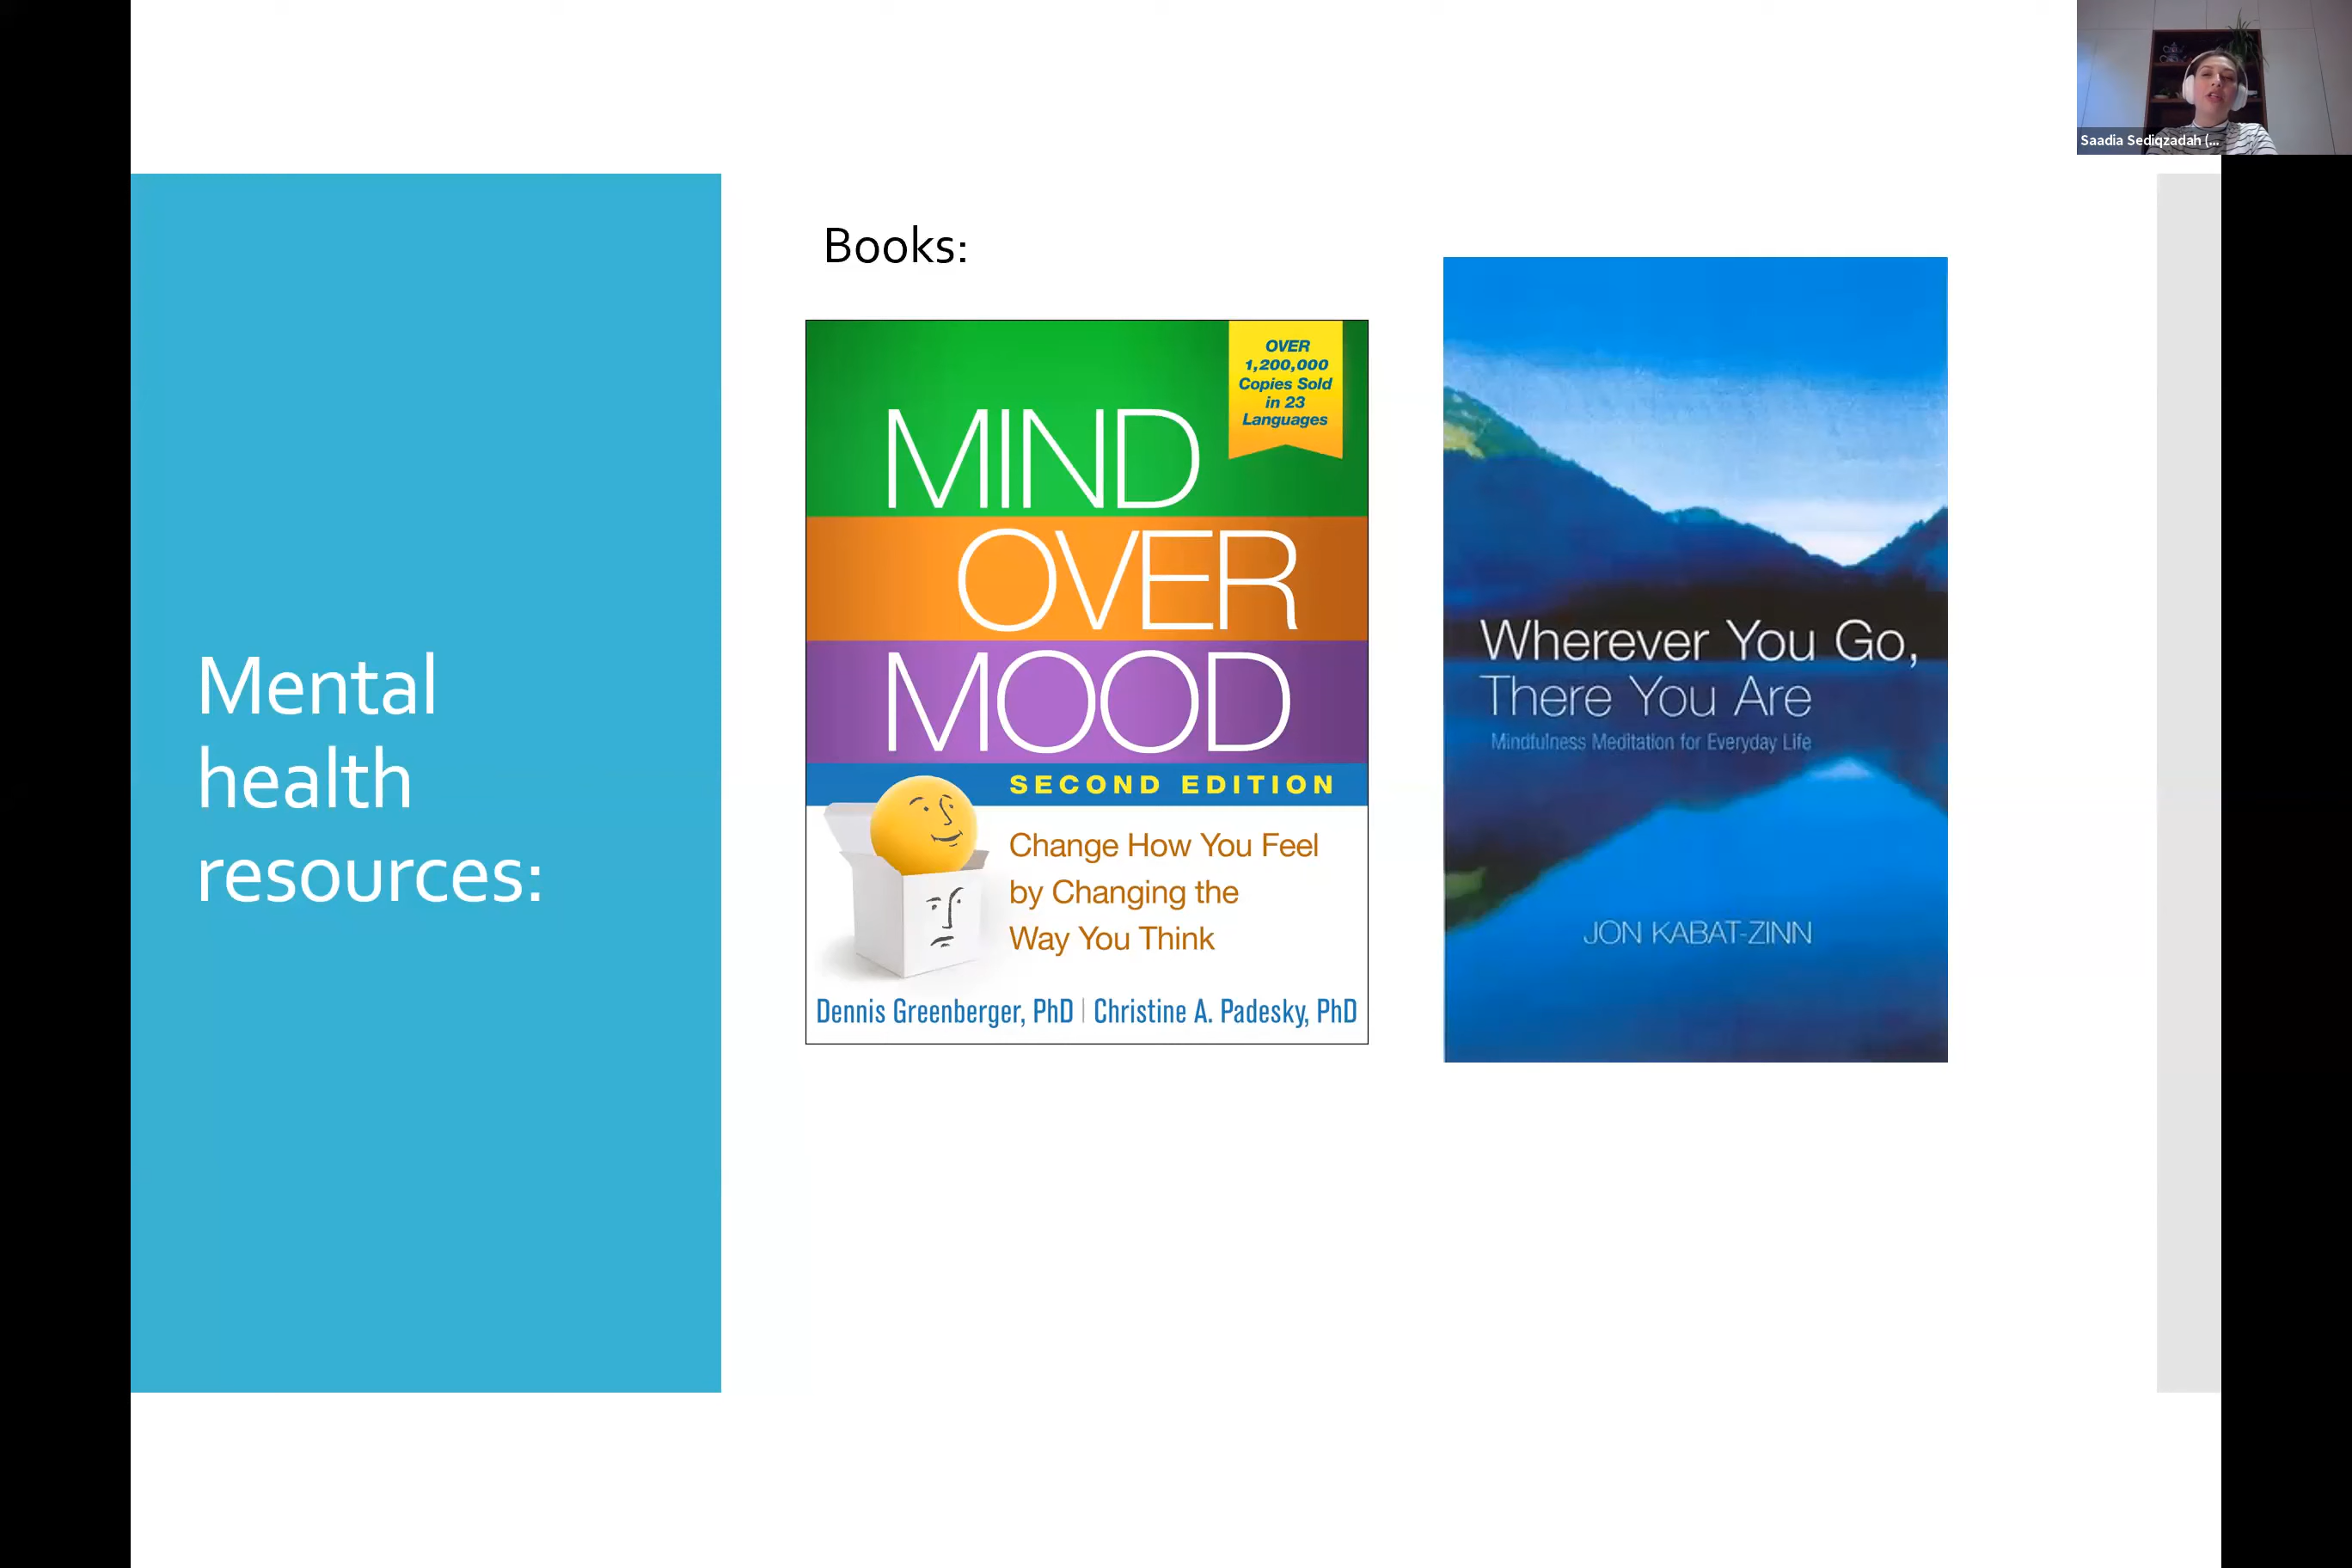 Saadia Sediqzadah (...
Mental
health
resources:
Books:
OVER
1,200,000
Copies Sold
in 23
Languages
MIND
OVER
MOOD
SECOND EDITION
Change How You Feel
by Changing the
Way You Think
Dennis Greenberger, PhD | Christine A. Padesky, PhD
Wherever You Go,
There You Are
Mindfulness Meditation for Everyday Life
JON KABAT-ZINN